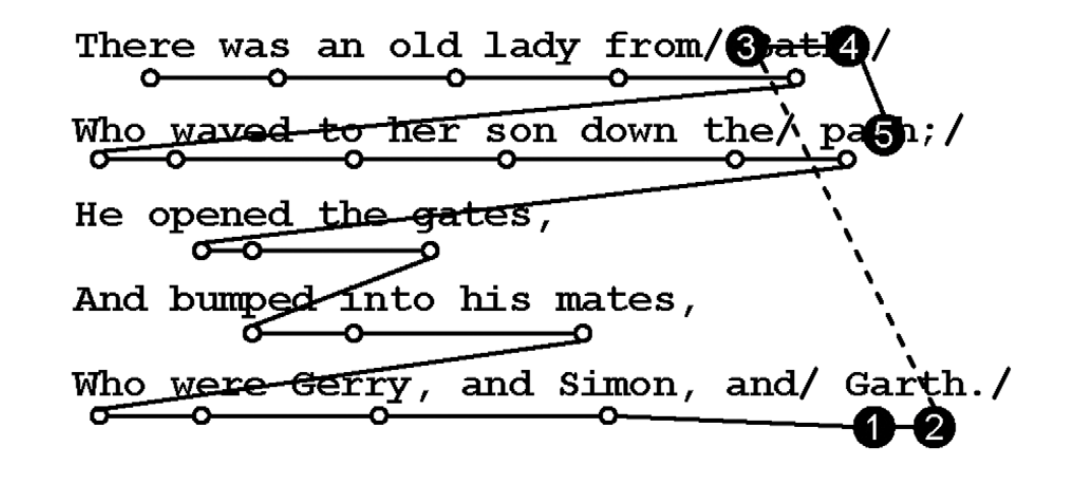 There was an old lady from/ 3 Bath 4 /
Who waved to her son down the/ path;/ 5
He opened the gates,
And bumped into his mates,
Who were Gerry, and Simon, and/ Garth./
1 2